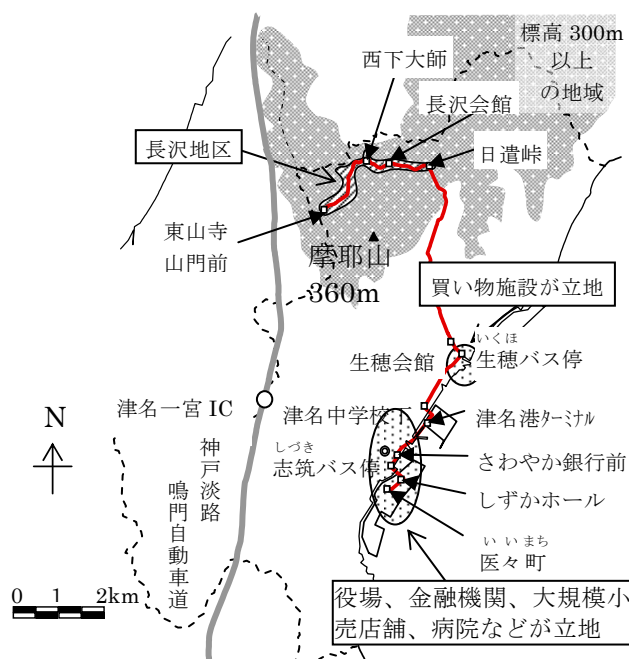 標高 300m
以上
の地域
西下大師
長沢会館
長沢地区
日遣峠
東山寺
山門前
摩耶山
360m
買い物施設が立地
いくほ
生穂会館
生穂バス停
N
津名一宮 IC
津名中学校
津名港ﾀｰﾐﾅﾙ
しづき
志筑バス停
さわやか銀行前
しずかホール
いいまち
医々町
神戸淡路
鳴門自動車道
0 1 2km
役場、金融機関、大規模小
売店舗、病院などが立地